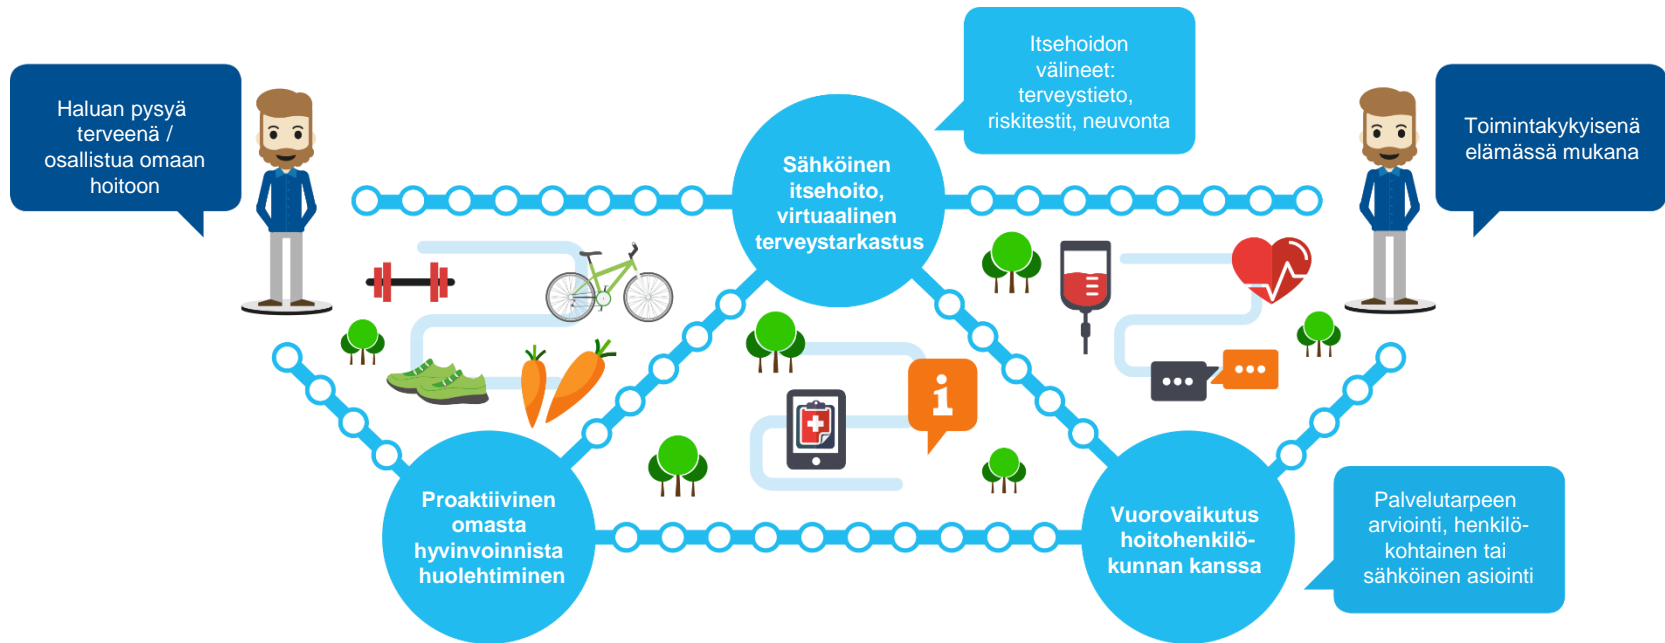 Haluan pysyä
terveenä /
osallistua omaan
hoitoon
Sähköinen
itsehoito,
virtuaalinen
terveystarkastus
Itsehoidon
välineet:
terveystieto,
riskitestit, neuvonta
Toimintakykyisenä
elämässä mukana
Proaktiivinen
omasta
hyvinvoinnista
huolehtiminen
Vuorovaikutus
hoitohenkilö-
kunnan kanssa
Palvelutarpeen
arviointi, henkilö-
kohtainen tai
sähköinen asiointi